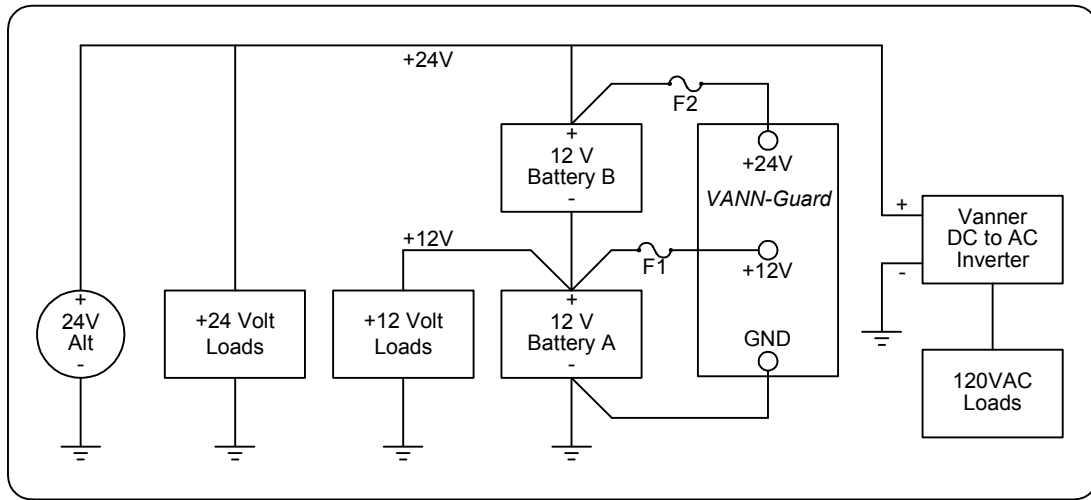 +24V
F2
+
12 V
Battery B
-
+24V
VANN-Guard
+
Vanner
DC to AC
Inverter
-
+12V
F1
+12V
+
24V
Alt
-
+24 Volt
Loads
+12 Volt
Loads
+
12 V
Battery A
-
GND
120VAC
Loads